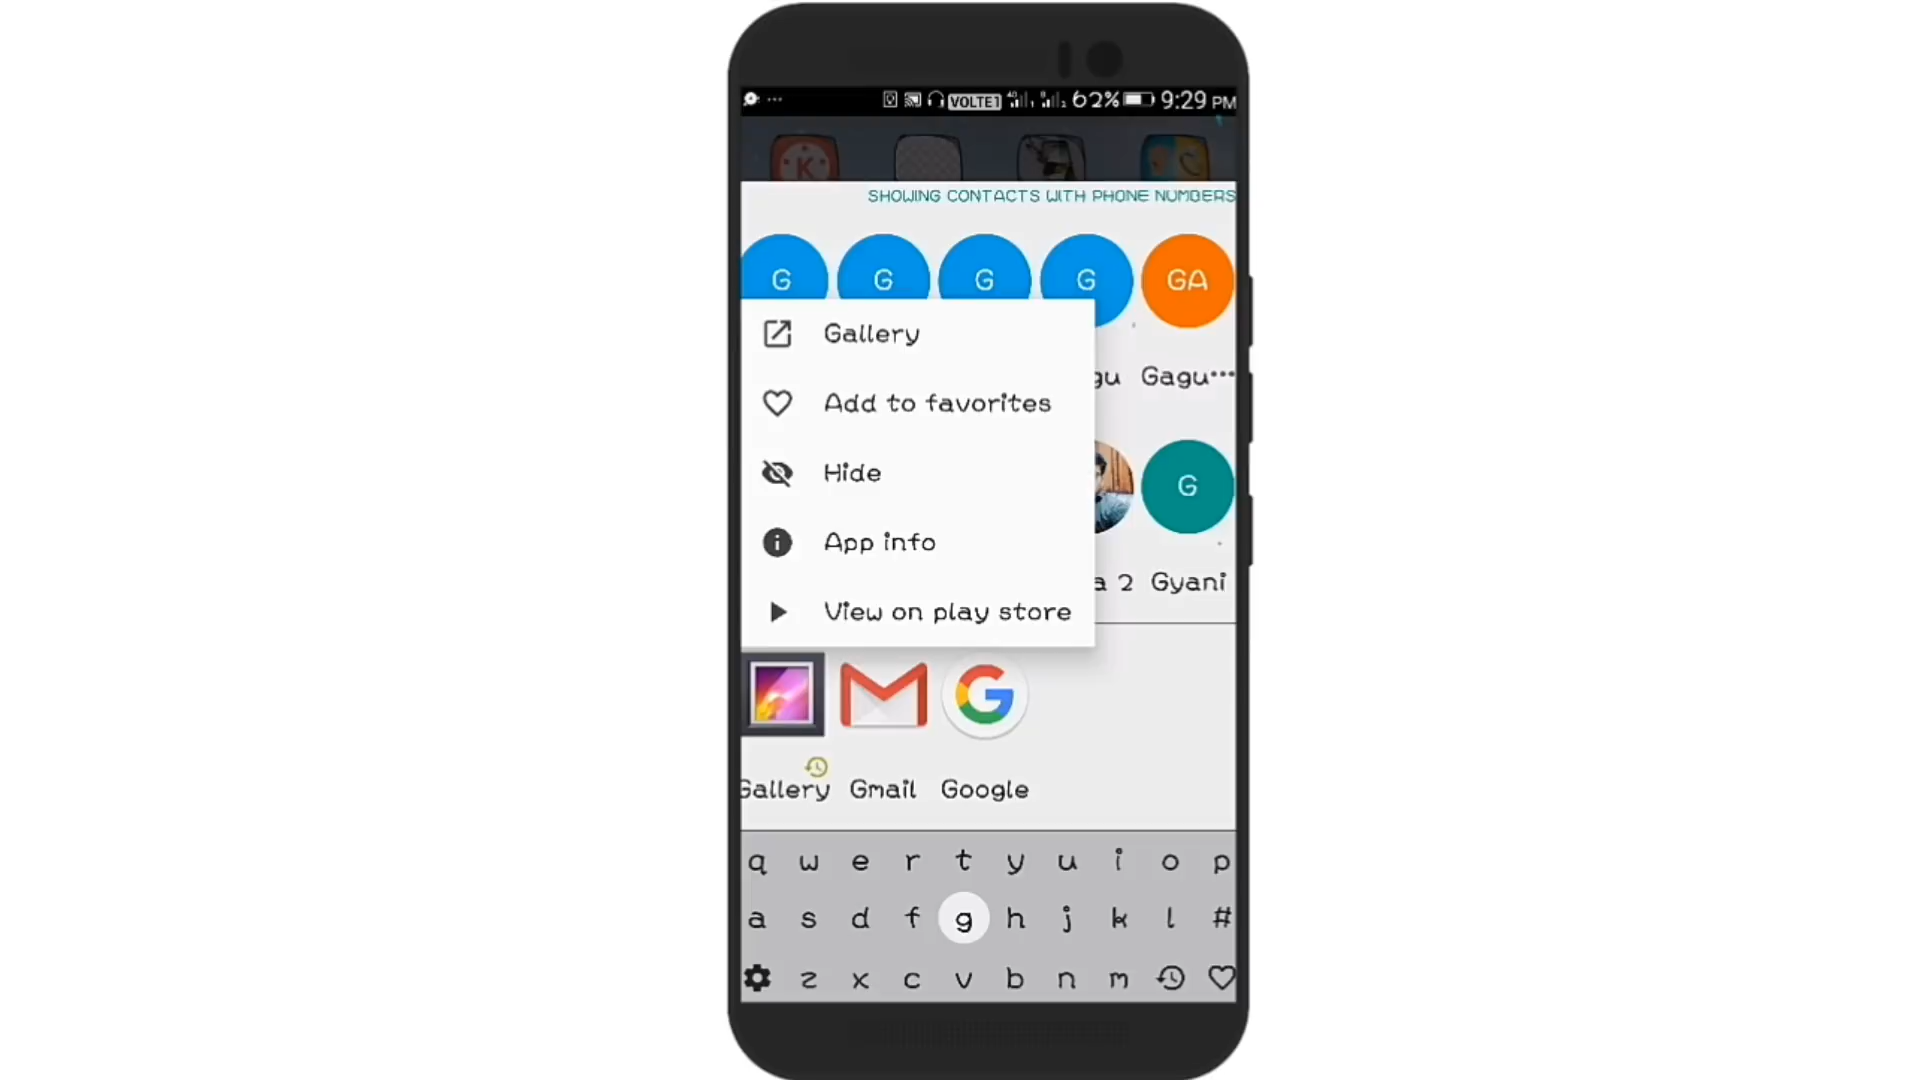 VOLTE1 62% 9:29 PM
K
SHOWING CONTACTS WITH PHONE NUMBERS
G G G G GA
Gallery
gu Gagu...
Add to favorites
Hide
G
App info
a 2 Gyani
View on play store
Gallery Gmail Google
q w e r t y u i o p
a s d f g h j k l #
z x c v b n m